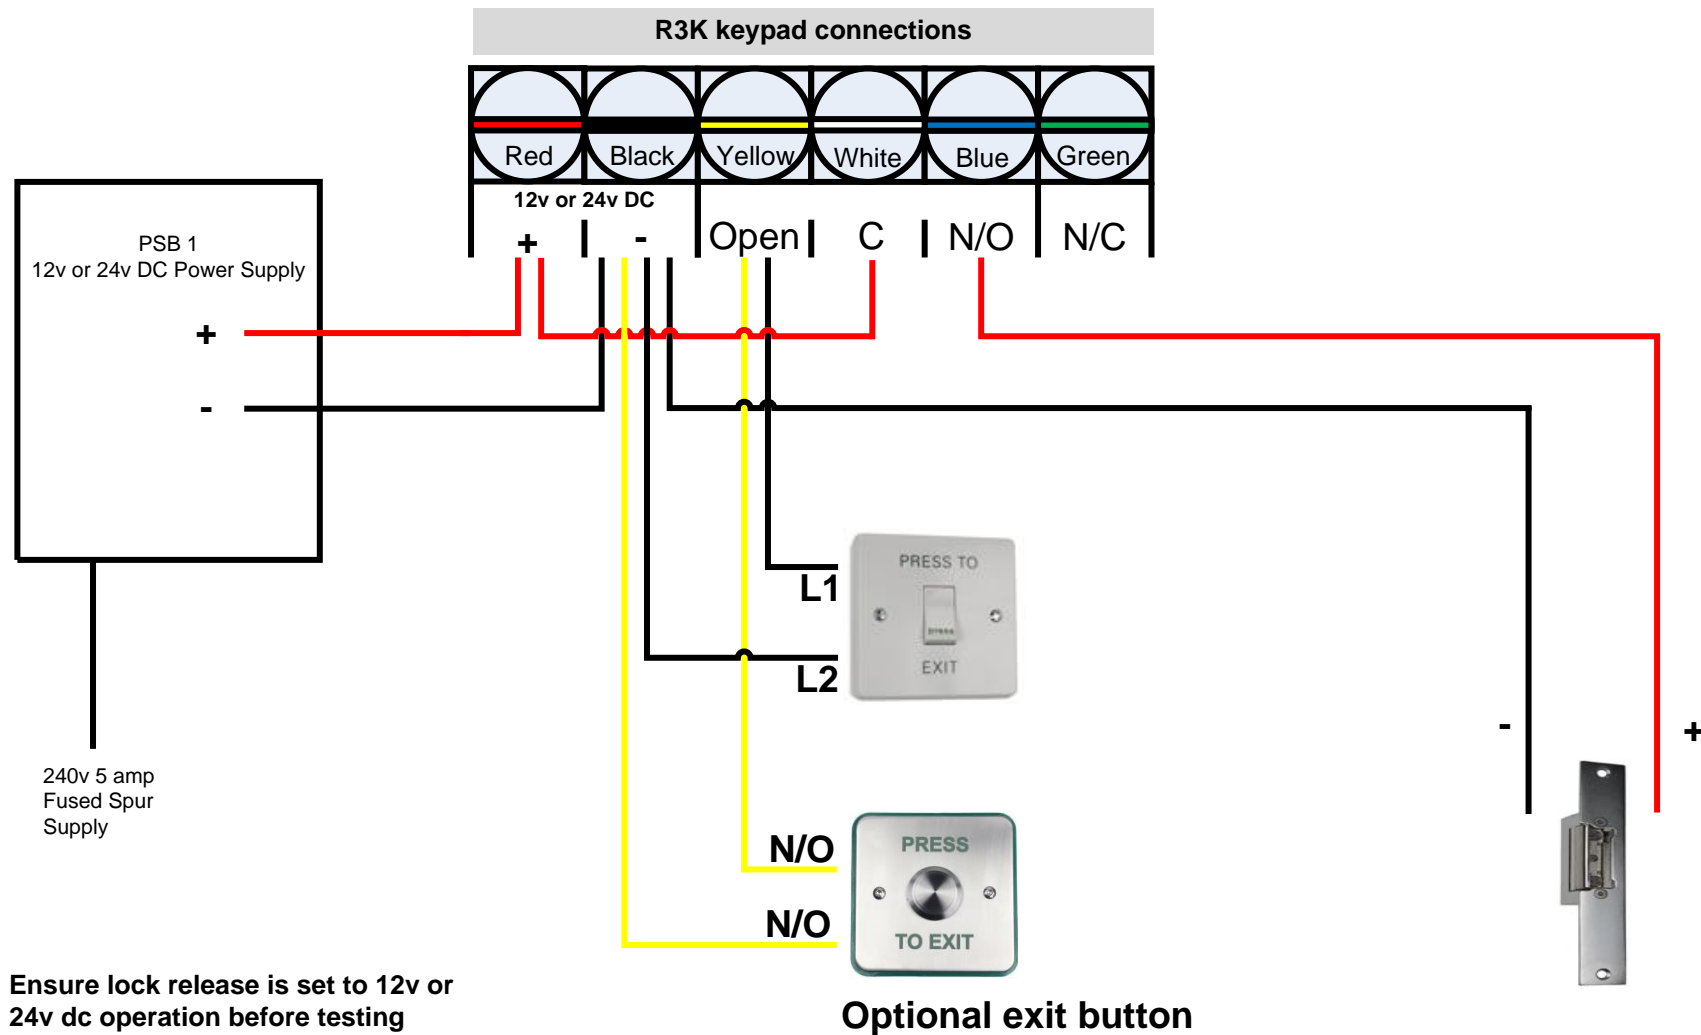 R3K keypad connections
Red Black Yellow White Blue Green
12v or 24v DC
+ - Open C N/O N/C
PSB 1
12v or 24v DC Power Supply
+
-
240v 5 amp
Fused Spur
Supply
L1
L2
PRESS TO
press
EXIT
N/O
N/O
PRESS
TO EXIT
- +
Ensure lock release is set to 12v or
24v dc operation before testing
Optional exit button